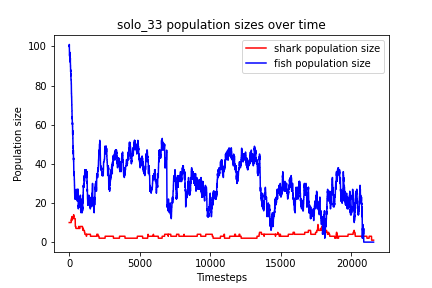 solo_33 population sizes over time
shark population size
fish population size
Population size
100
80
60
40
20
0
0
5000
10000
15000
20000
Timesteps